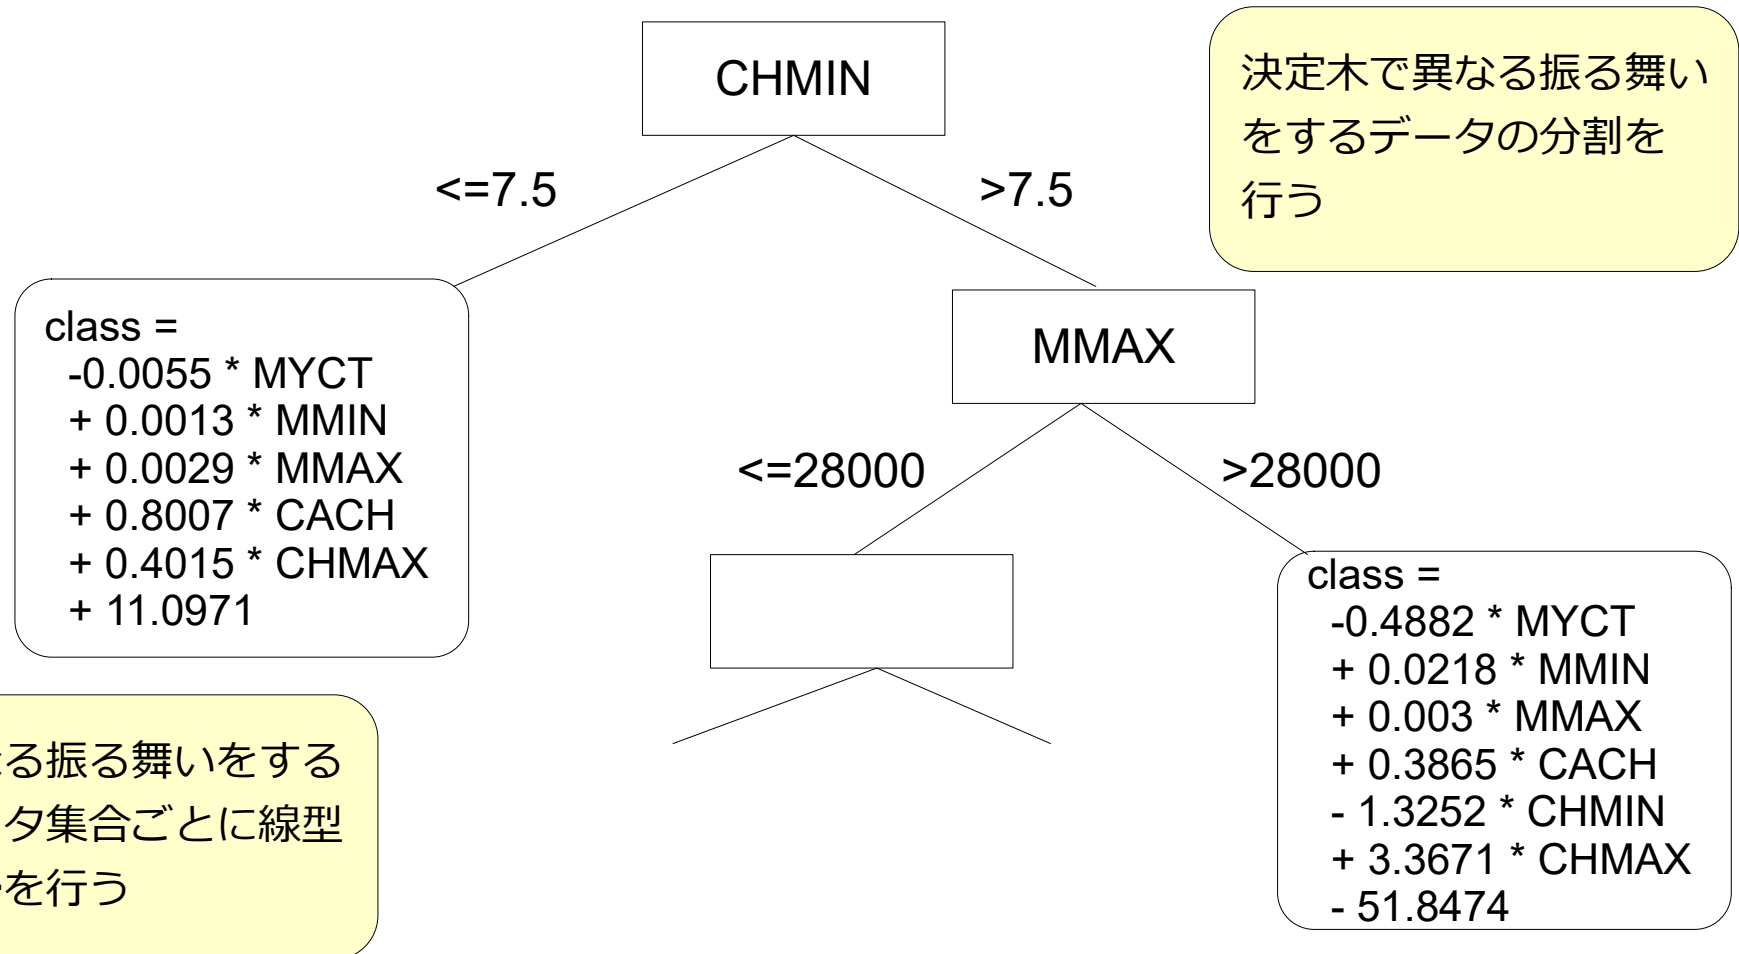 CHMIN
決定木で異なる振る舞い
をするデータの分割を
行う
<=7.5
>7.5
class =
-0.0055 * MYCT
+ 0.0013 * MMIN
+ 0.0029 * MMAX
+ 0.8007 * CACH
+ 0.4015 * CHMAX
+ 11.0971
MMAX
<=28000
>28000
class =
-0.4882 * MYCT
+ 0.0218 * MMIN
+ 0.003 * MMAX
+ 0.3865 * CACH
- 1.3252 * CHMIN
+ 3.3671 * CHMAX
- 51.8474
る振る舞いをする
タ集合ごとに線型
を行う